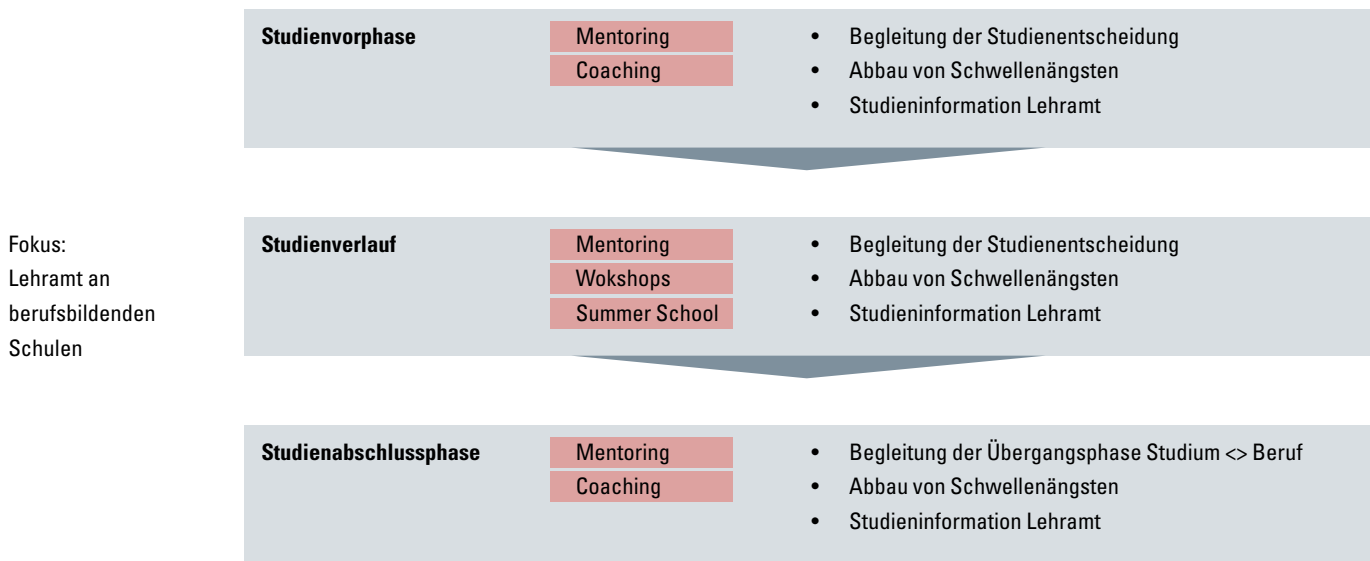 Studienvorphase
Mentoring
Coaching
• Begleitung der Studienentscheidung
• Abbau von Schwellenängsten
• Studieninformation Lehramt
Fokus:
Lehramt an
berufsbildenden
Schulen
Studienverlauf
Mentoring
Wokshops
Summer School
• Begleitung der Studienentscheidung
• Abbau von Schwellenängsten
• Studieninformation Lehramt
Studienabschlussphase
Mentoring
Coaching
• Begleitung der Übergangsphase Studium <> Beruf
• Abbau von Schwellenängsten
• Studieninformation Lehramt